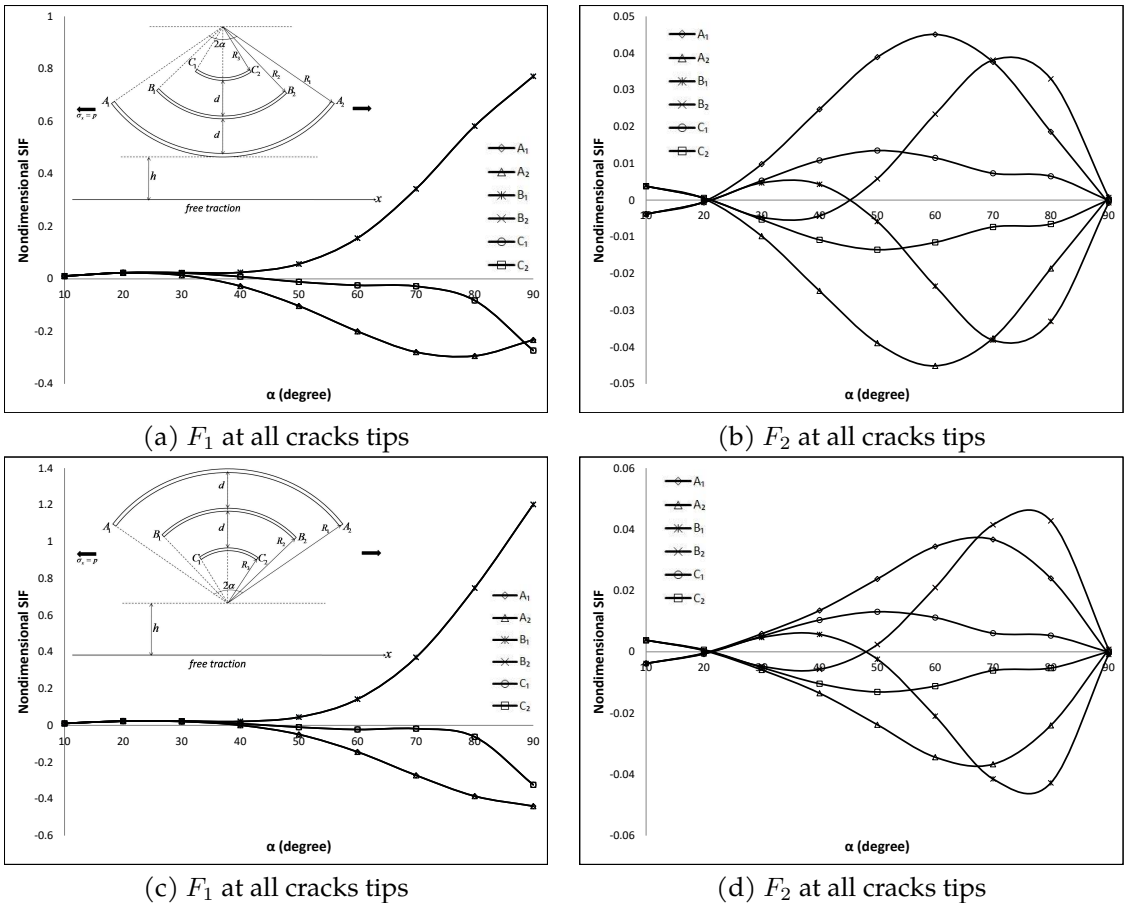 1
0.8
0.6
0.4
0.2
0
-0.2
-0.4
Nondimensional SIF
10 20 30 40 50 60 70 80 90
α (degree)
2α
R₃
R₂
R₁
C₁ C₂
B₁ B₂
A₁ A₂
d
d
σₓ = p
h
x
free traction
A₁
A₂
B₁
B₂
C₁
C₂
(a) F₁ at all cracks tips
0.05
0.04
0.03
0.02
0.01
0
-0.01
-0.02
-0.03
-0.04
-0.05
Nondimensional SIF
10 20 30 40 50 60 70 80 90
α (degree)
A₁
A₂
B₁
B₂
C₁
C₂
(b) F₂ at all cracks tips
1.4
1.2
1
0.8
0.6
0.4
0.2
0
-0.2
-0.4
-0.6
Nondimensional SIF
10 20 30 40 50 60 70 80 90
α (degree)
d
A₁ A₂
R₁
B₁ B₂
d
R₂
C₁ C₂
R₃
2α
σₓ = p
h
x
free traction
A₁
A₂
B₁
B₂
C₁
C₂
(c) F₁ at all cracks tips
0.06
0.04
0.02
0
-0.02
-0.04
-0.06
Nondimensional SIF
10 20 30 40 50 60 70 80 90
α (degree)
A₁
A₂
B₁
B₂
C₁
C₂
(d) F₂ at all cracks tips